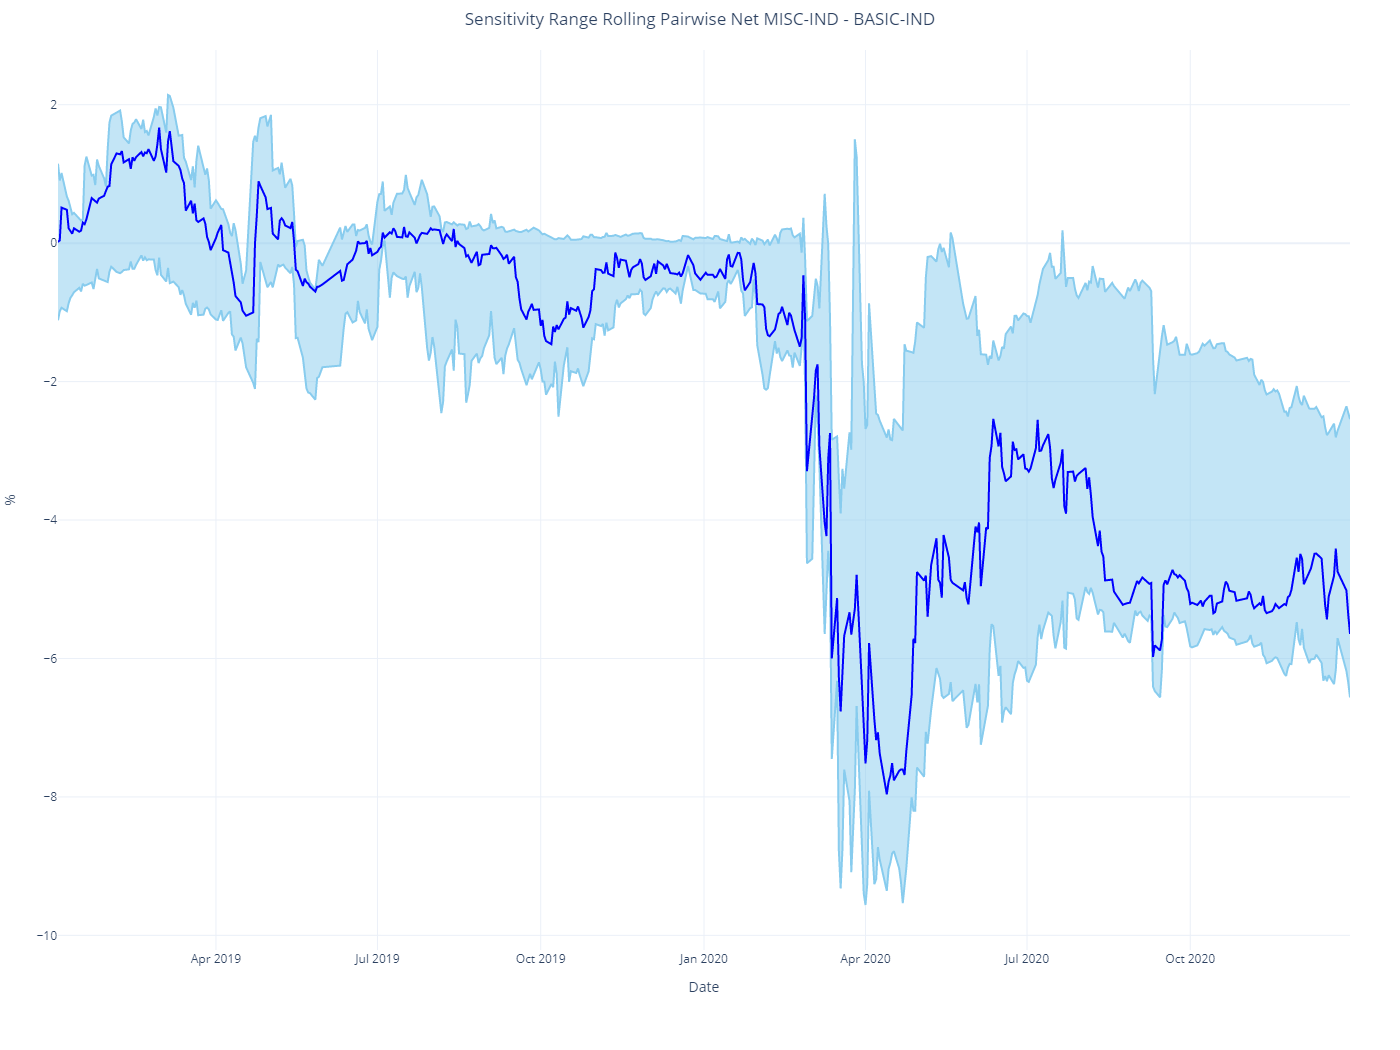 Sensitivity Range Rolling Pairwise Net MISC-IND - BASIC-IND
2
0
−2
−4
−6
−8
−10
%
Apr 2019
Jul 2019
Oct 2019
Jan 2020
Apr 2020
Jul 2020
Oct 2020
Date